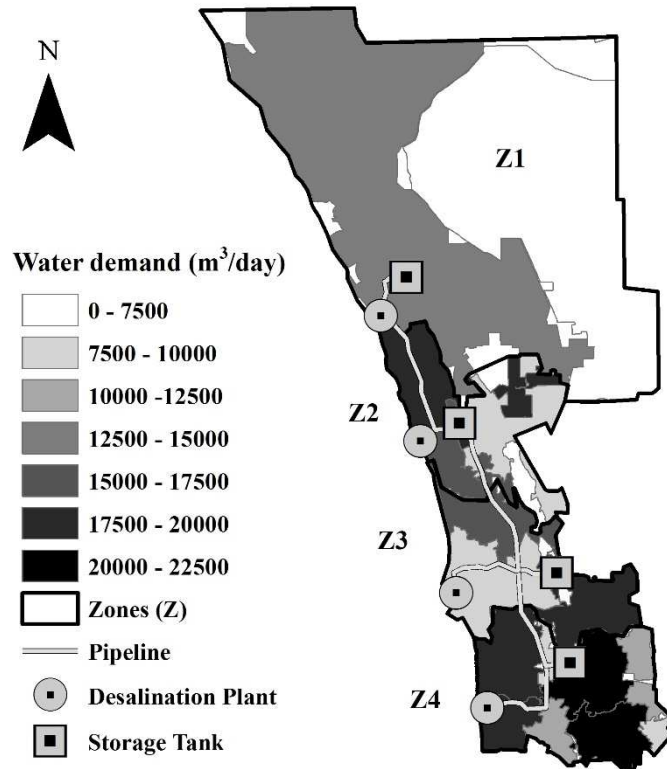 N
Z1
Water demand (m³/day)
0 - 7500
7500 - 10000
10000 -12500
12500 - 15000
15000 - 17500
17500 - 20000
20000 - 22500
Zones (Z)
Pipeline
Desalination Plant
Storage Tank
Z2
Z3
Z4